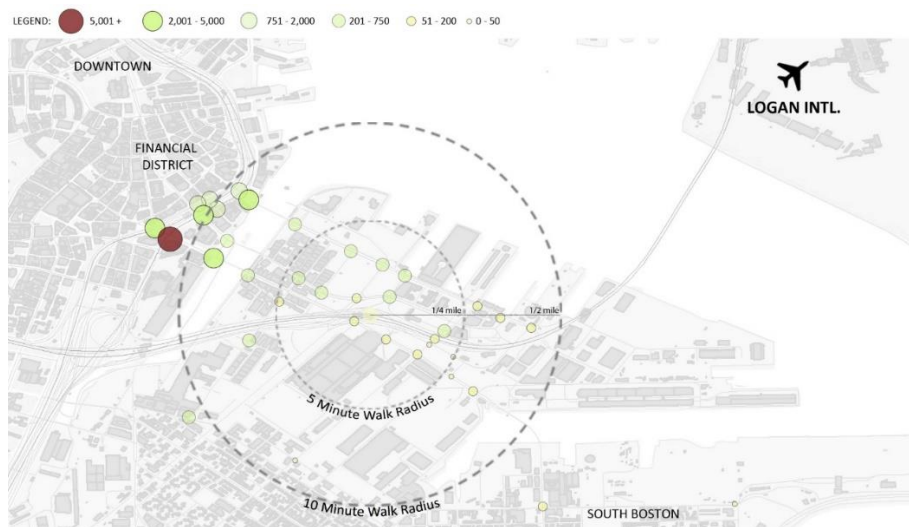 LEGEND: 5,001 + 2,001 - 5,000 751 - 2,000 201 - 750 51 - 200 0 - 50
DOWNTOWN
LOGAN INTL.
FINANCIAL
DISTRICT
1/4 mile 1/2 mile
5 Minute Walk Radius
10 Minute Walk Radius
SOUTH BOSTON